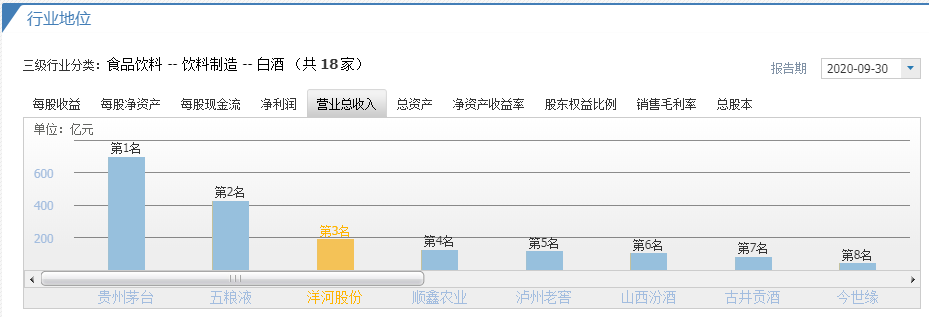 行业地位
三级行业分类：食品饮料 -- 饮料制造 -- 白酒 （共 18家）
报告期 2020-09-30
每股收益 每股净资产 每股现金流 净利润 营业总收入 总资产 净资产收益率 股东权益比例 销售毛利率 总股本
单位：亿元
第1名
600
第2名
400
第3名
200
第4名 第5名 第6名 第7名 第8名
贵州茅台 五粮液 洋河股份 顺鑫农业 泸州老窖 山西汾酒 古井贡酒 今世缘